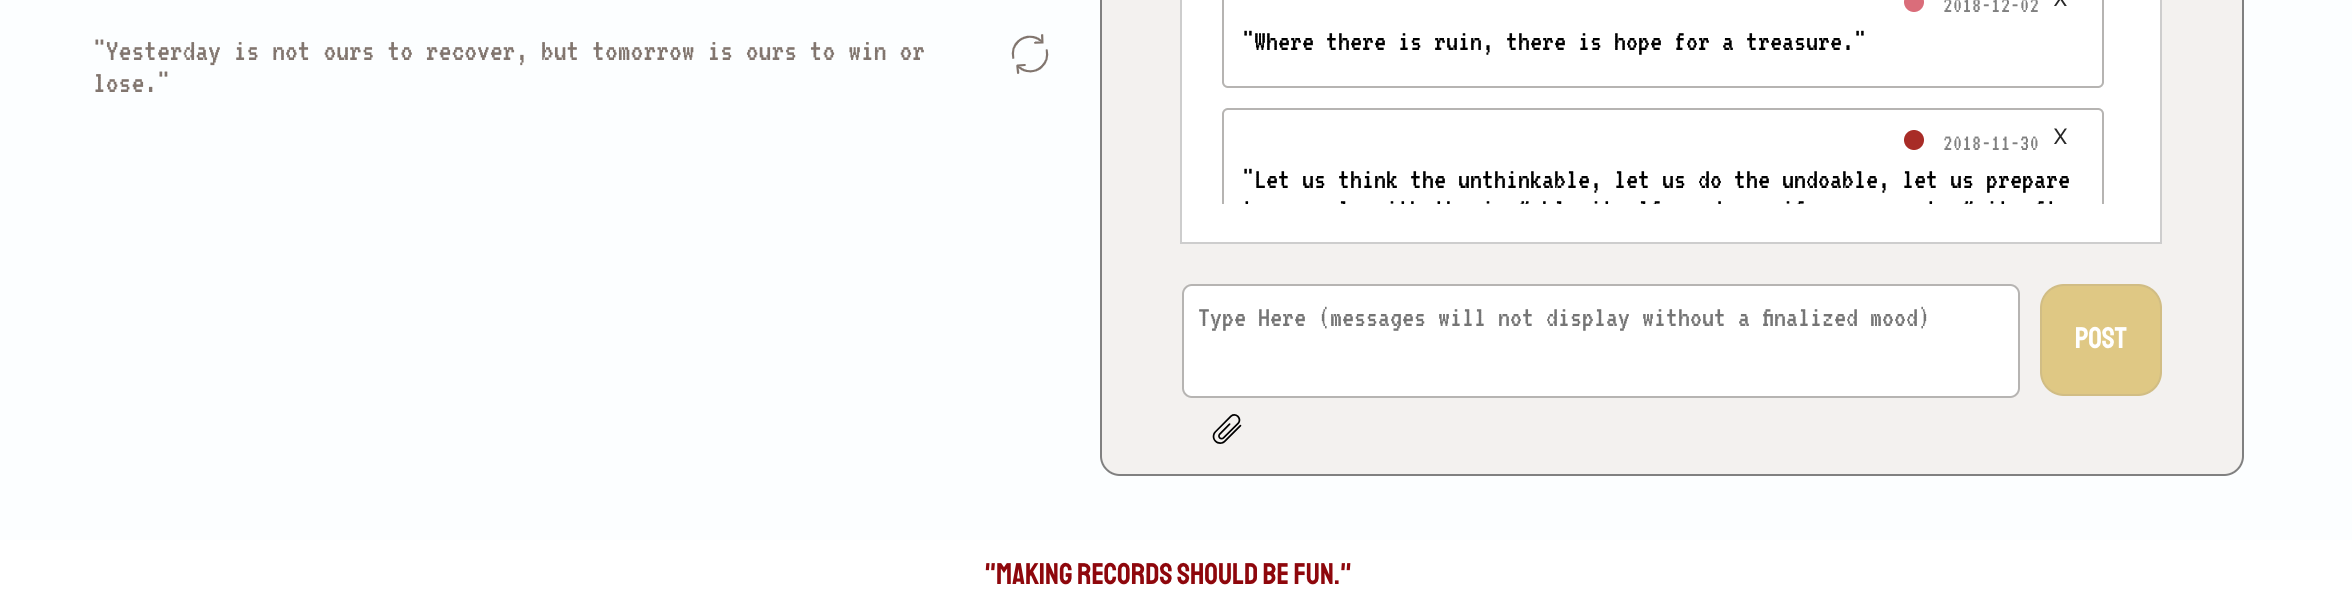 "Yesterday is not ours to recover, but tomorrow is ours to win or
lose."
2018-12-02 X
"Where there is ruin, there is hope for a treasure."
2018-11-30 X
"Let us think the unthinkable, let us do the undoable, let us prepare
Type Here (messages will not display without a finalized mood)
POST
"MAKING RECORDS SHOULD BE FUN."